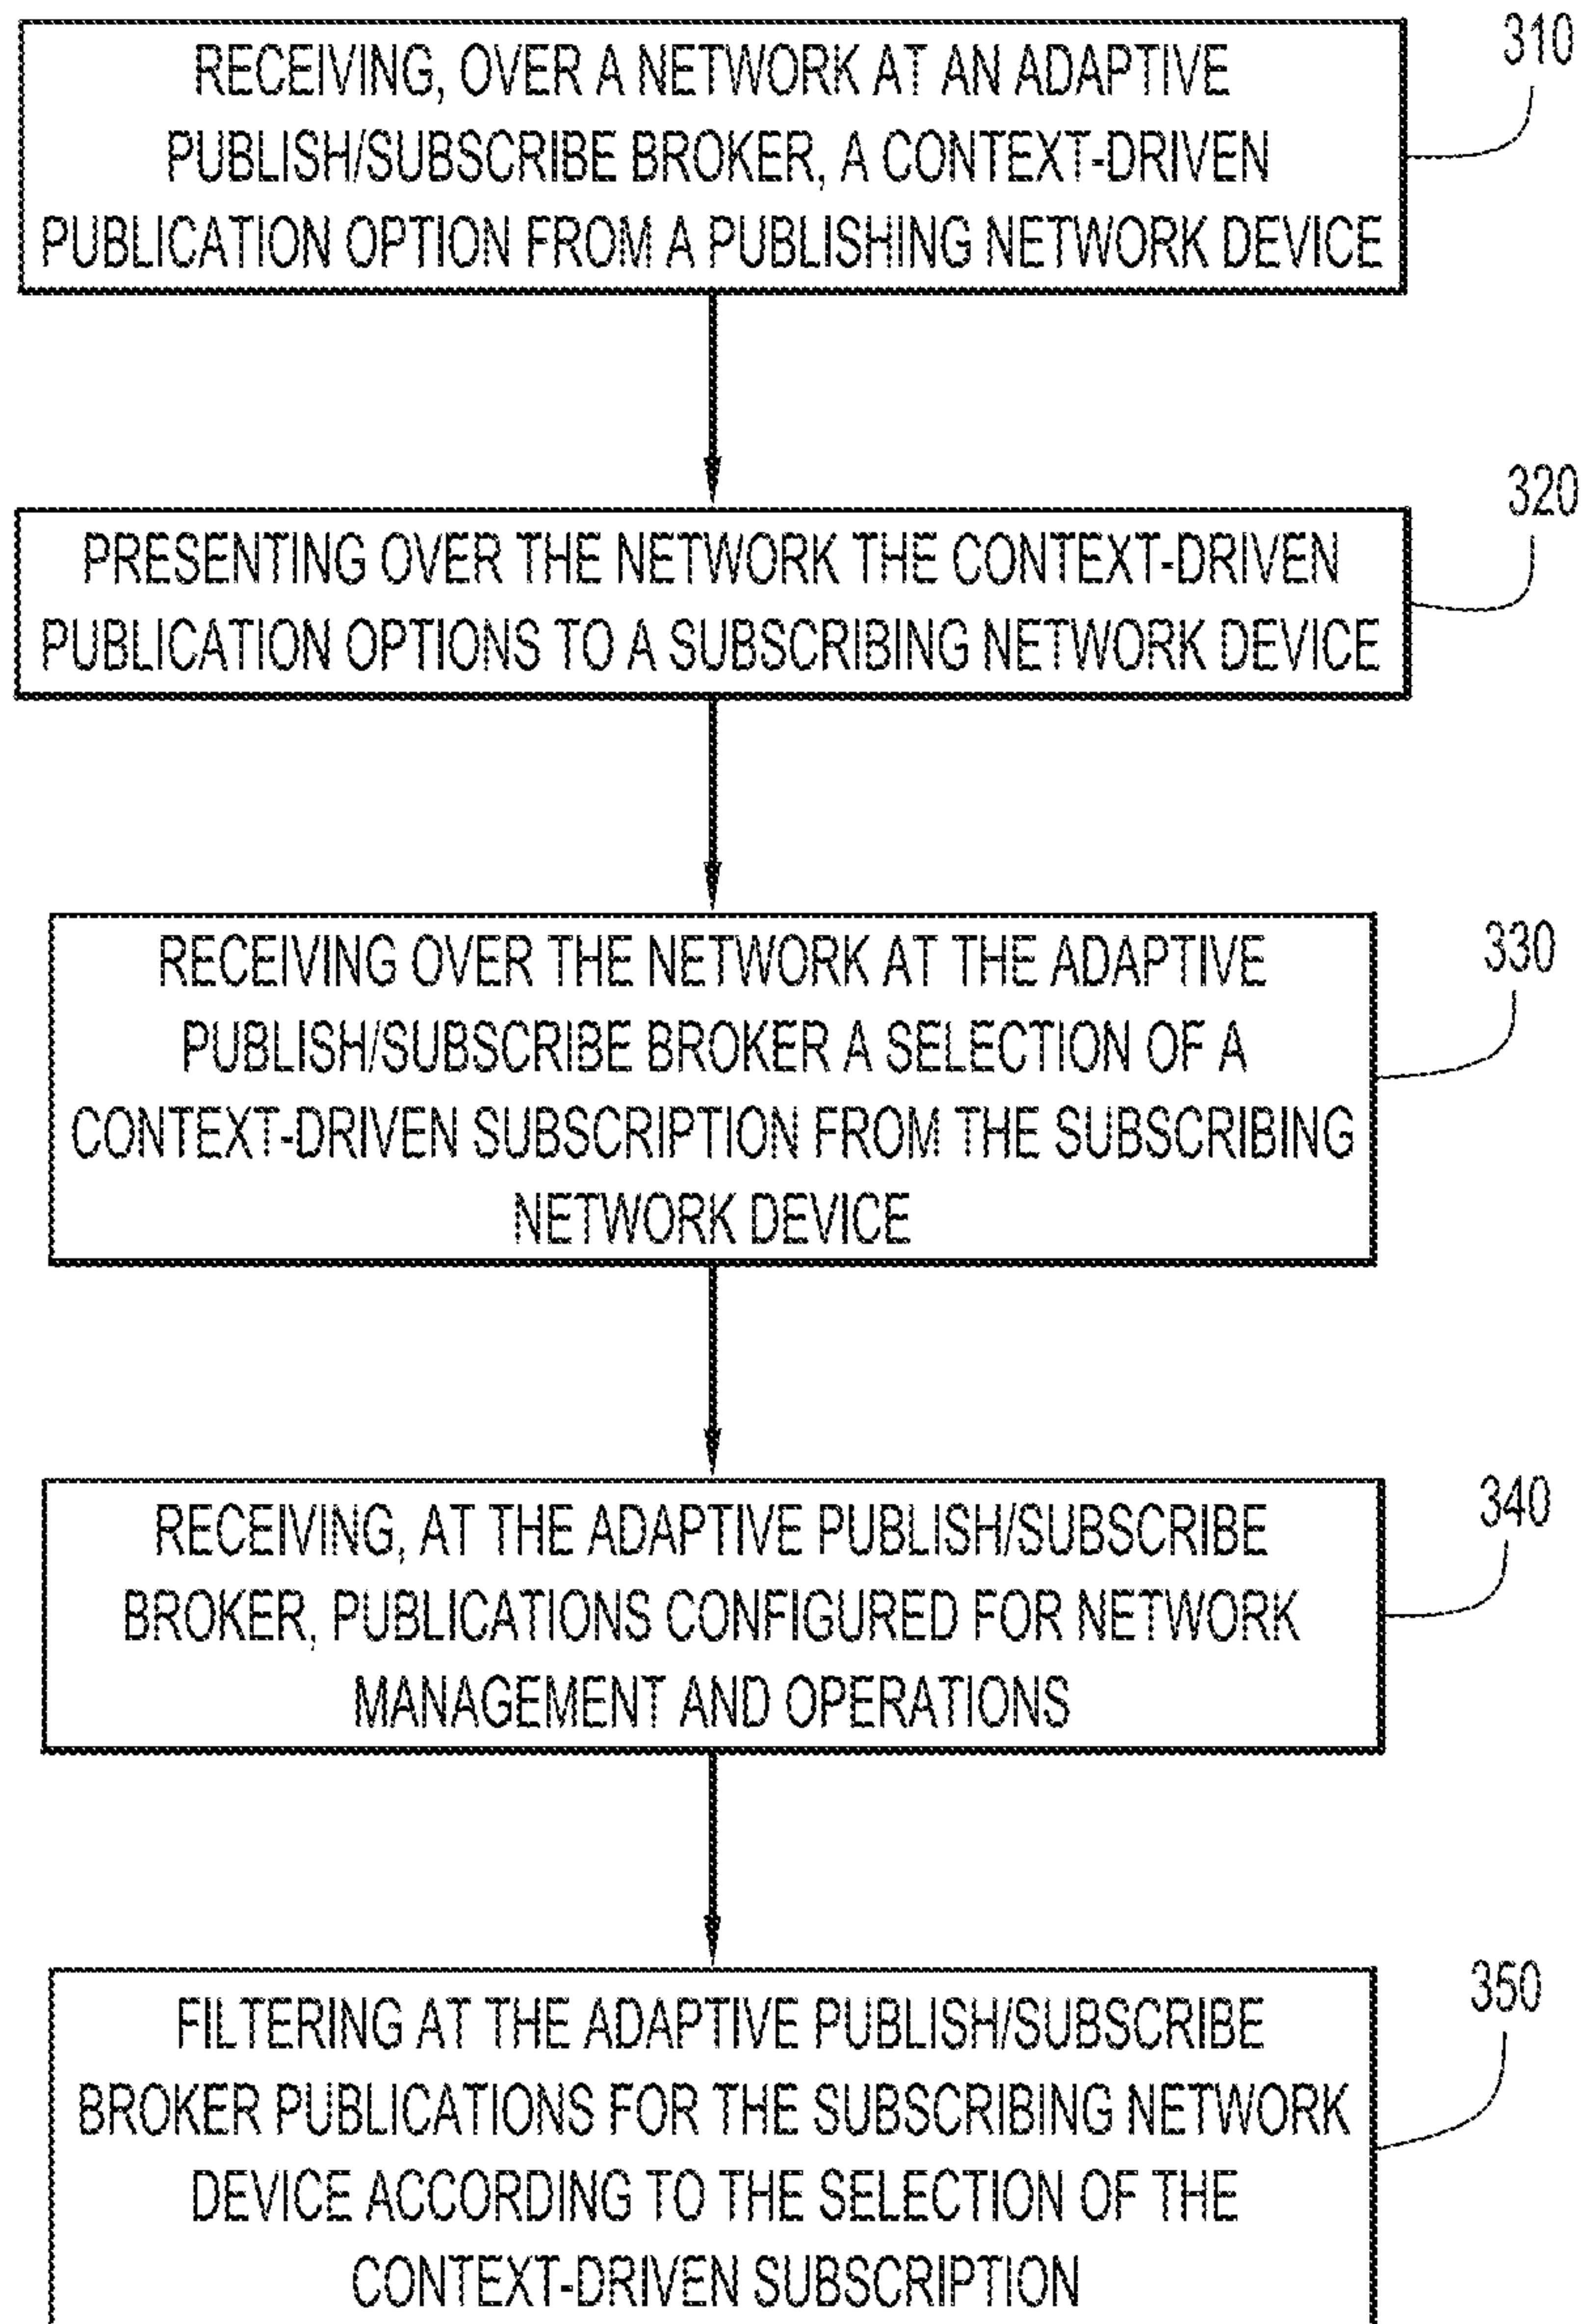 RECEIVING, OVER A NETWORK AT AN ADAPTIVE
PUBLISH/SUBSCRIBE BROKER, A CONTEXT-DRIVEN
PUBLICATION OPTION FROM A PUBLISHING NETWORK DEVICE
310
PRESENTING OVER THE NETWORK THE CONTEXT-DRIVEN
PUBLICATION OPTIONS TO A SUBSCRIBING NETWORK DEVICE
320
RECEIVING OVER THE NETWORK AT THE ADAPTIVE
PUBLISH/SUBSCRIBE BROKER A SELECTION OF A
CONTEXT-DRIVEN SUBSCRIPTION FROM THE SUBSCRIBING
NETWORK DEVICE
330
RECEIVING, AT THE ADAPTIVE PUBLISH/SUBSCRIBE
BROKER, PUBLICATIONS CONFIGURED FOR NETWORK
MANAGEMENT AND OPERATIONS
340
FILTERING AT THE ADAPTIVE PUBLISH/SUBSCRIBE
BROKER PUBLICATIONS FOR THE SUBSCRIBING NETWORK
DEVICE ACCORDING TO THE SELECTION OF THE
CONTEXT-DRIVEN SUBSCRIPTION
350